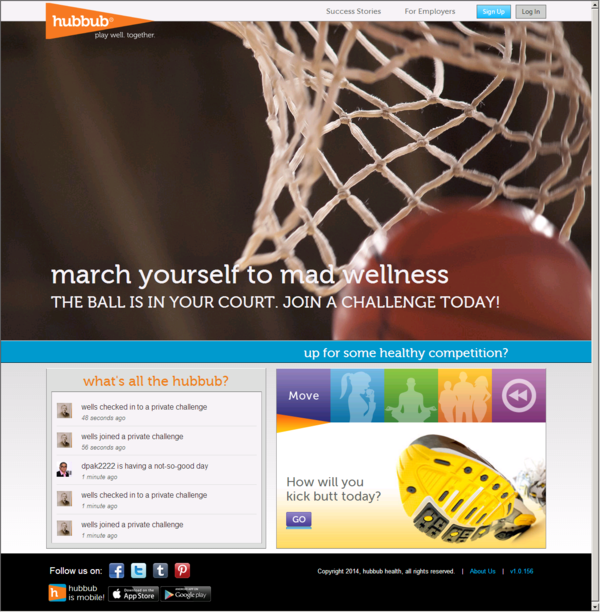 hubbub®
play well. together.
Success Stories
For Employers
Sign Up
Log In
march yourself to mad wellness
THE BALL IS IN YOUR COURT. JOIN A CHALLENGE TODAY!
up for some healthy competition?
what's all the hubbub?
wells checked in to a private challenge
48 seconds ago
wells joined a private challenge
56 seconds ago
dpak2222 is having a not-so-good day
1 minute ago
wells checked in to a private challenge
1 minute ago
wells joined a private challenge
1 minute ago
Move
How will you
kick butt today?
GO
Follow us on:
f
t
t
p
Copyright 2014, hubbub health, all rights reserved. | About Us | v1.0.156
h
hubbub
is mobile!
Download on the
App Store
Google play